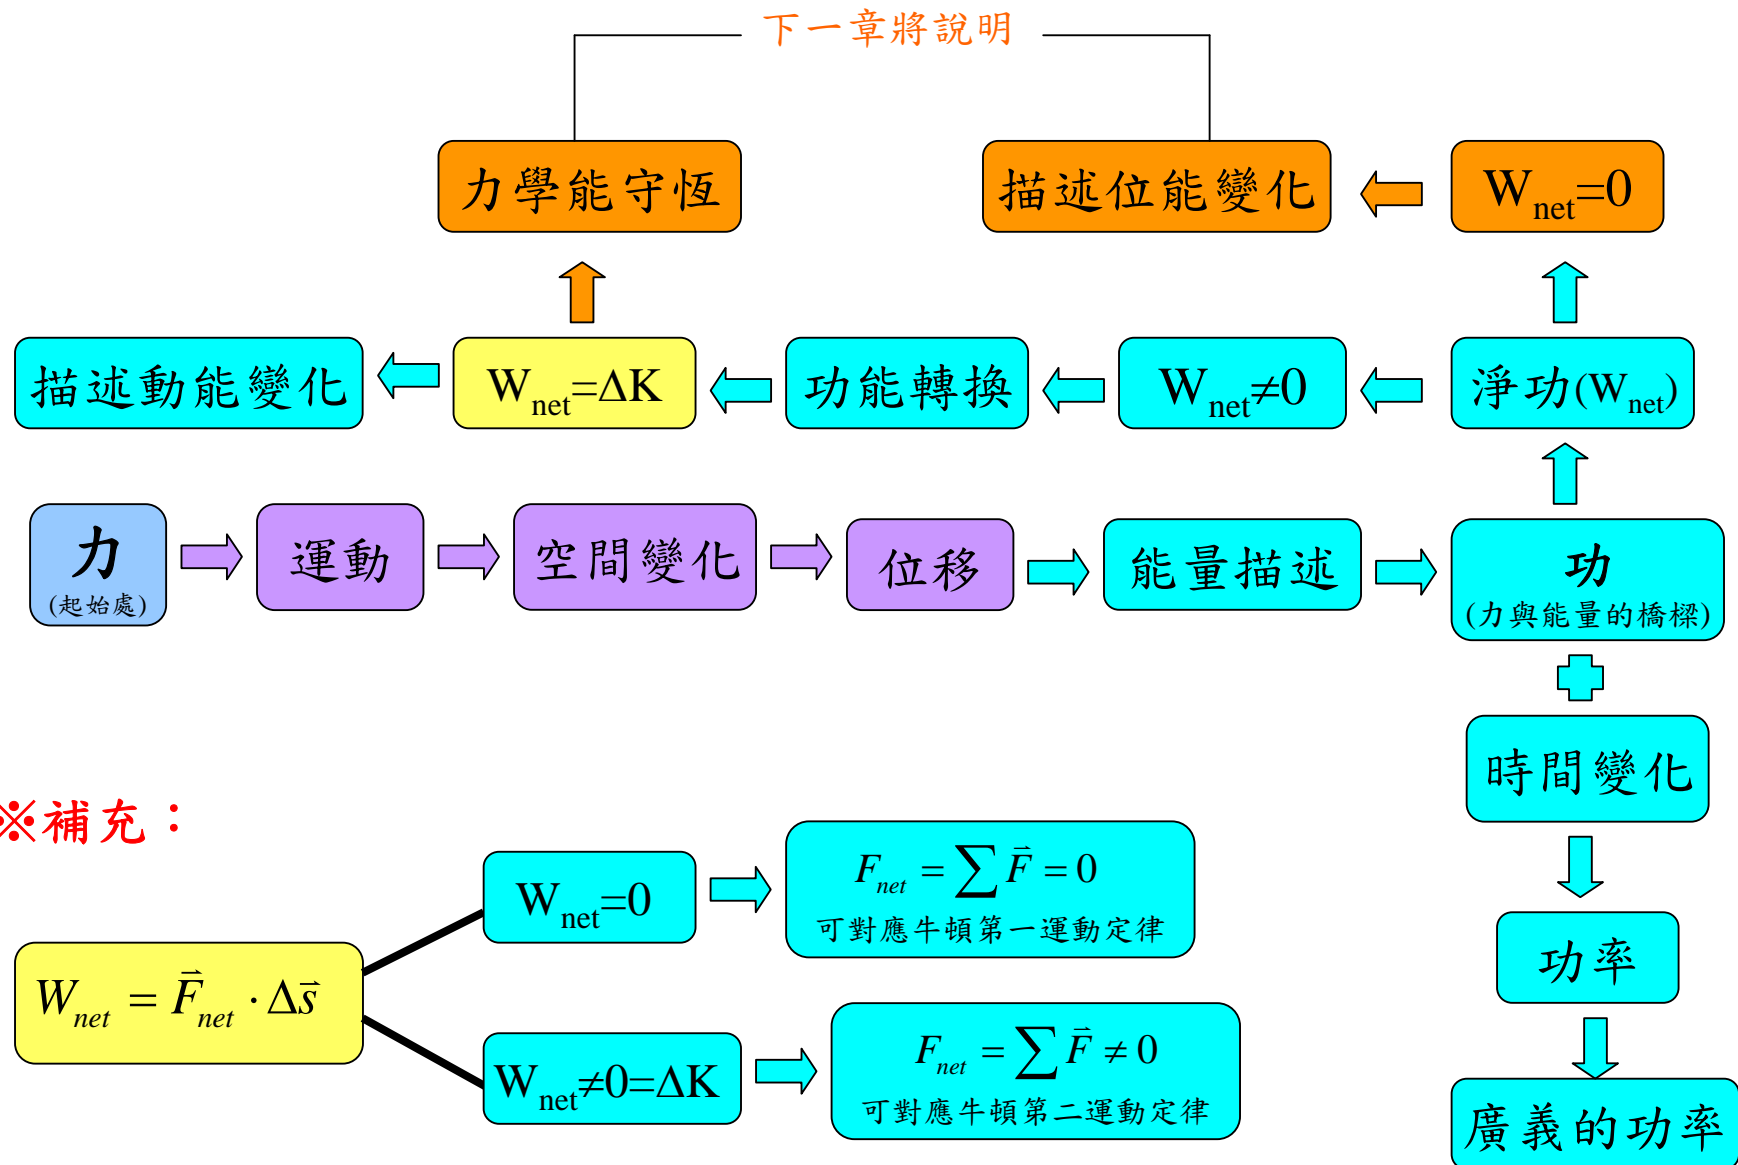 下一章將說明
力學能守恆
描述位能變化
Wnet=0
描述動能變化
Wnet=ΔK
功能轉換
Wnet≠0
淨功(Wnet)
力
(起始處)
運動
空間變化
位移
能量描述
功
(力與能量的橋樑)
時間變化
功率
廣義的功率
※補充：
Wnet = F⃗net · Δs⃗
Wnet=0
Fnet = ∑ F⃗ = 0
可對應牛頓第一運動定律
Wnet≠0=ΔK
Fnet = ∑ F⃗ ≠ 0
可對應牛頓第二運動定律